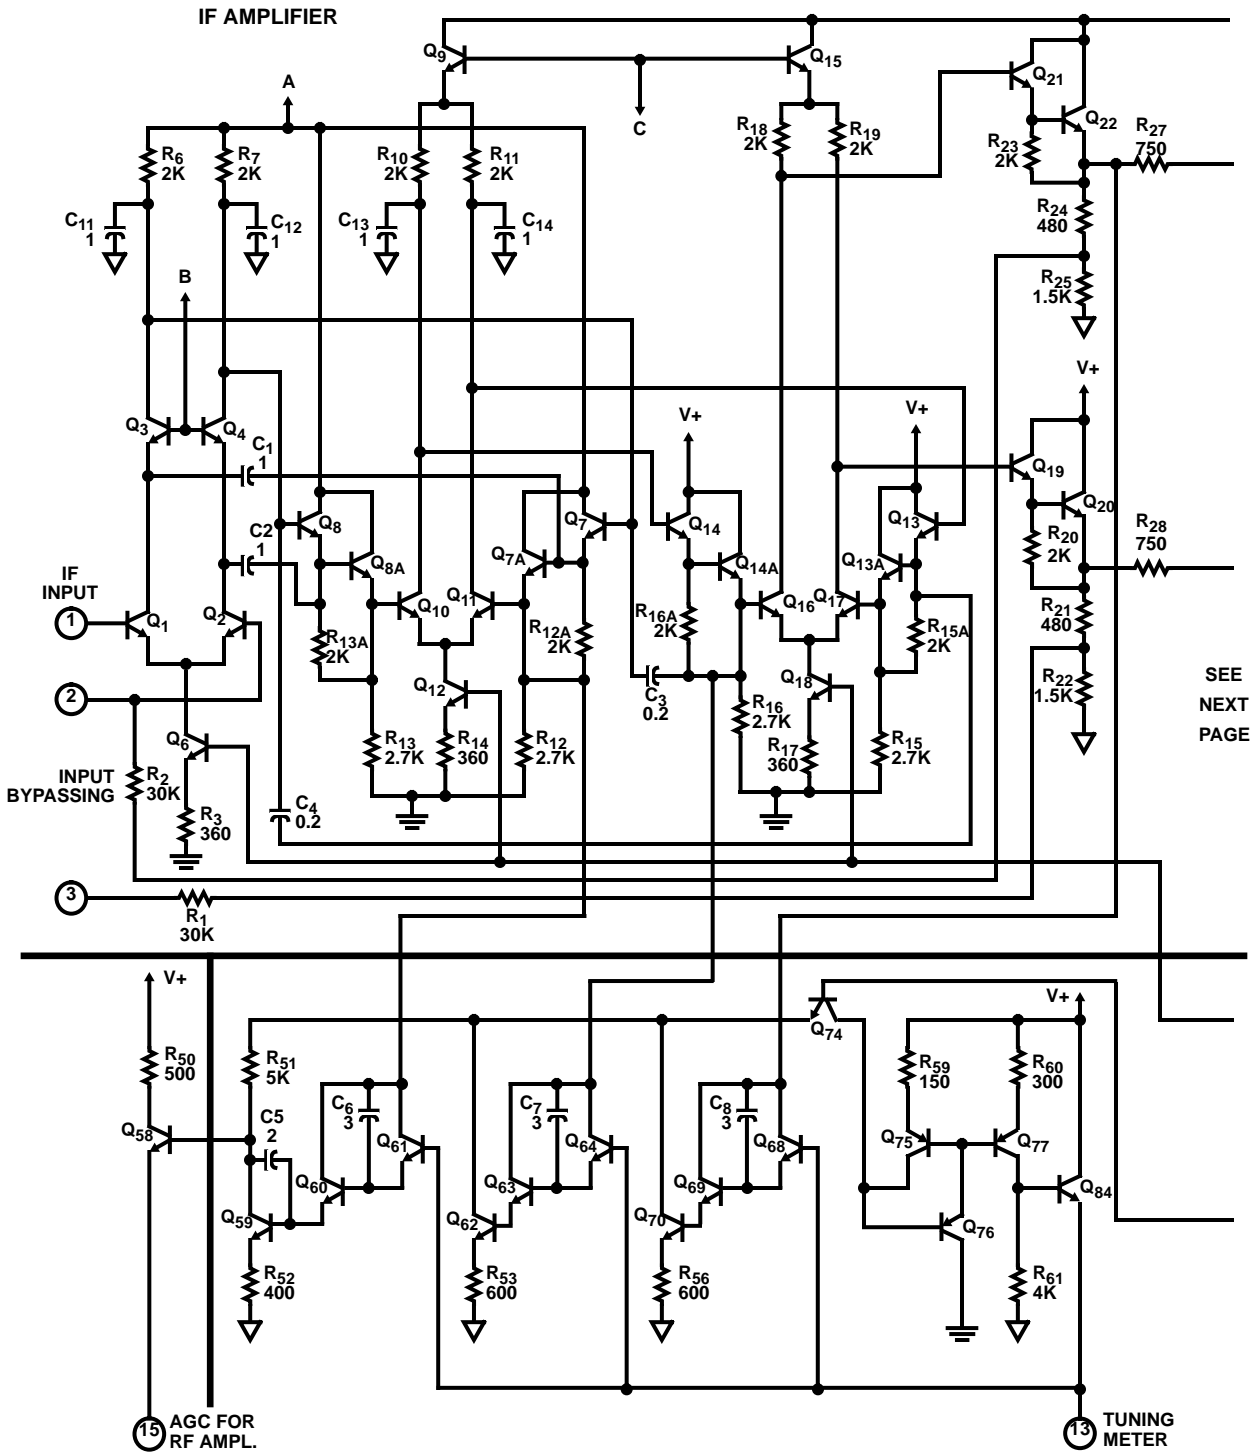 IF AMPLIFIER
Q9
Q15
Q21
Q22
A
C
R6
2K
R7
2K
R10
2K
R11
2K
R18
2K
R19
2K
R23
2K
R27
750
C11
1
C12
1
C13
1
C14
1
R24
480
R25
1.5K
B
V+
Q3
Q4
C1
1
V+
V+
Q19
Q20
Q8
C2
1
Q8A
Q7
Q7A
Q14
Q14A
Q13
Q13A
R20
2K
R28
750
IF
INPUT
1
Q1
Q2
Q10
Q11
R13A
2K
R12A
2K
R16A
2K
Q16
Q17
R15A
2K
R21
480
2
Q12
C3
0.2
Q18
R22
1.5K
SEE
NEXT
PAGE
Q6
R16
2.7K
R13
2.7K
R14
360
R12
2.7K
R17
360
R15
2.7K
INPUT
BYPASSING
R2
30K
R3
360
C4
0.2
3
R1
30K
V+
V+
Q74
R50
500
R51
5K
R59
150
R60
300
C5
2
C6
3
C7
3
C8
3
Q58
Q61
Q64
Q68
Q75
Q77
Q59
Q60
Q63
Q62
Q69
Q70
Q76
Q84
R52
400
R53
600
R56
600
R61
4K
15
AGC FOR
RF AMPL.
13
TUNING
METER